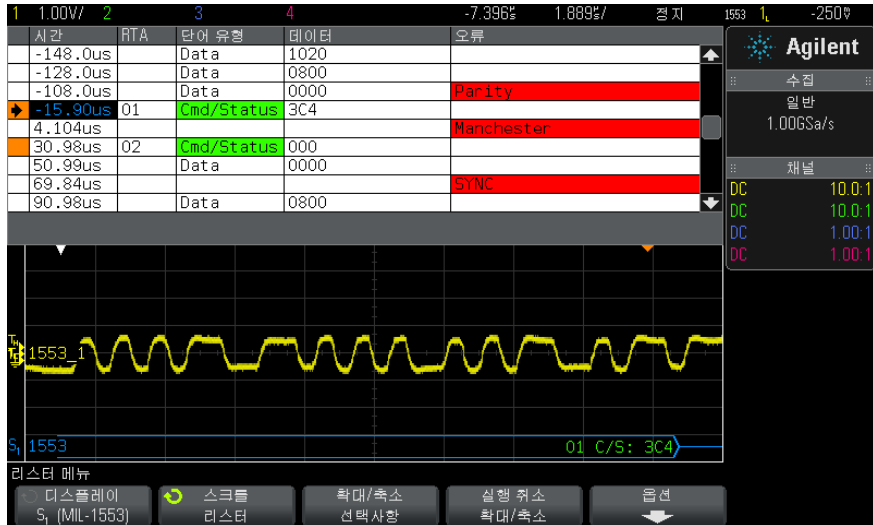 1 1.00V/ 2 3 4 -7.396㎲ 1.889㎲/ 정지 1553 1L -250mV
시간 RTA 단어 유형 데이터 오류
-148.0us Data 1020
-128.0us Data 0800
-108.0us Data 0000 Parity
-15.90us 01 Cmd/Status 3C4
4.104us Manchester
30.98us 02 Cmd/Status 000
50.99us Data 0000
69.84us SYNC
90.98us Data 0800
Agilent
수집
일반
1.00GSa/s
채널
DC 10.0:1
DC 10.0:1
DC 1.00:1
DC 1.00:1
1553_1
S1 1553 01 C/S: 3C4
리스터 메뉴
디스플레이
S1 (MIL-1553)
스크롤
리스터
확대/축소
선택사항
실행 취소
확대/축소
옵션